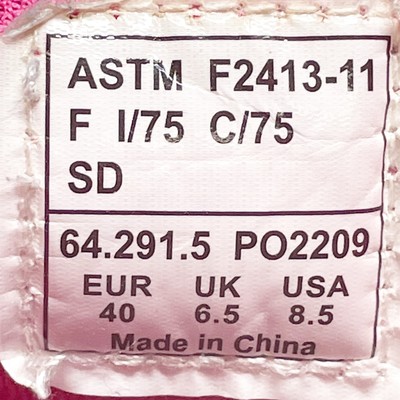 ASTM F2413-11
F I/75 C/75
SD
64.291.5 PO2209
EUR UK USA
40 6.5 8.5
Made in China